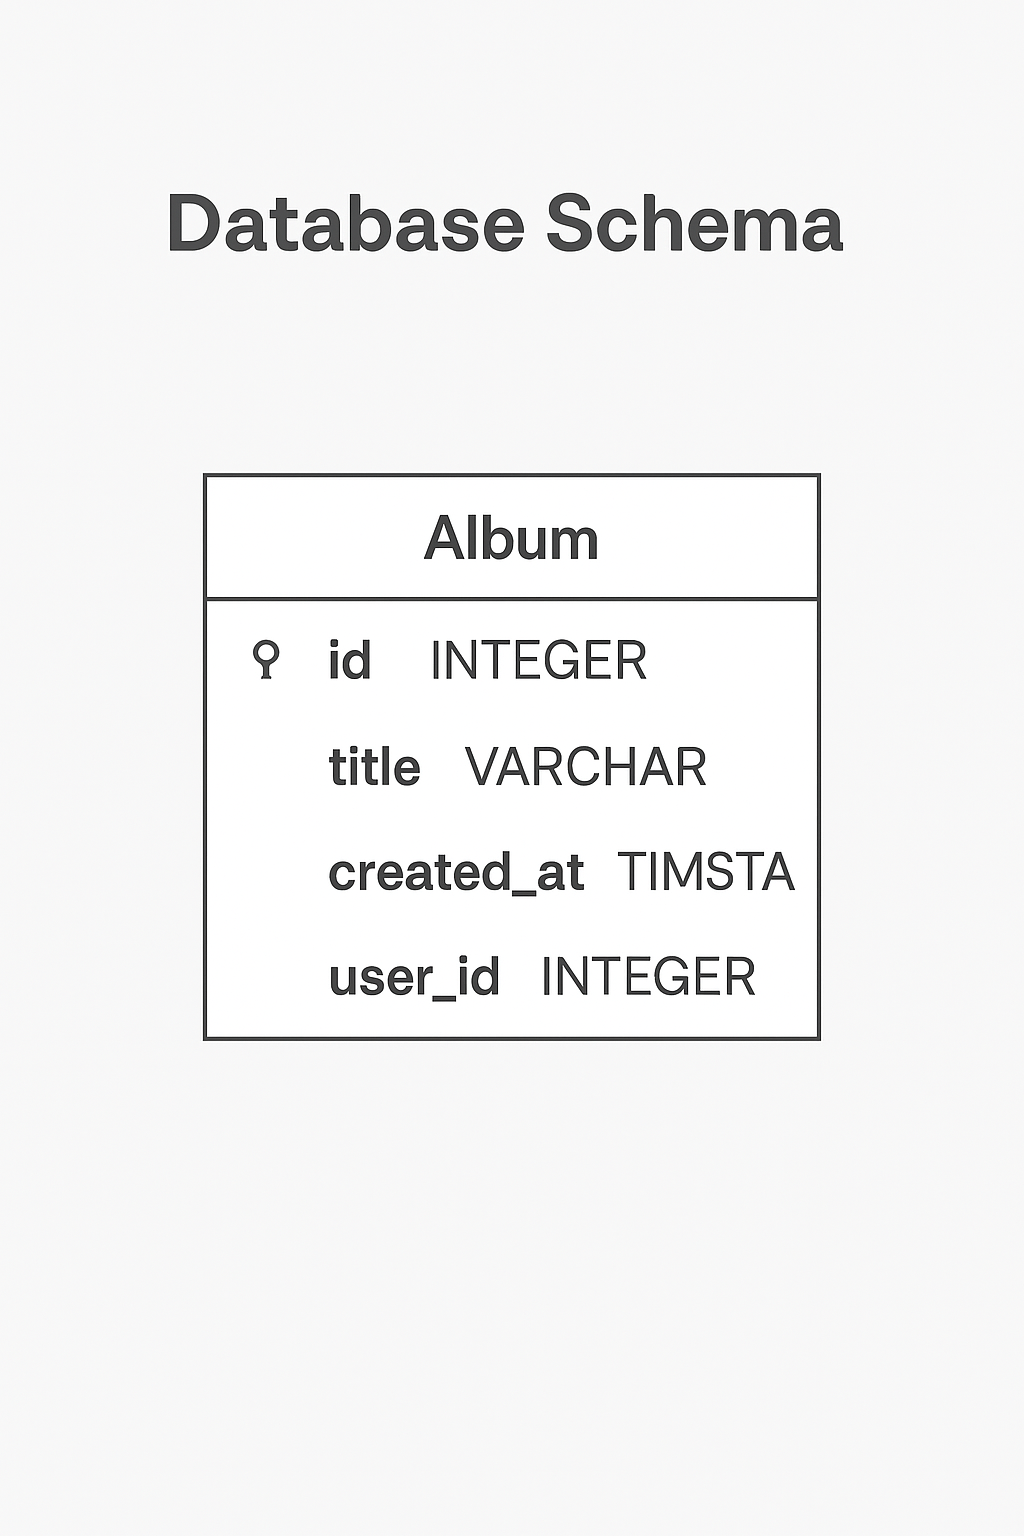 Database Schema
Album
id INTEGER
title VARCHAR
created_at TIMSTA
user_id INTEGER